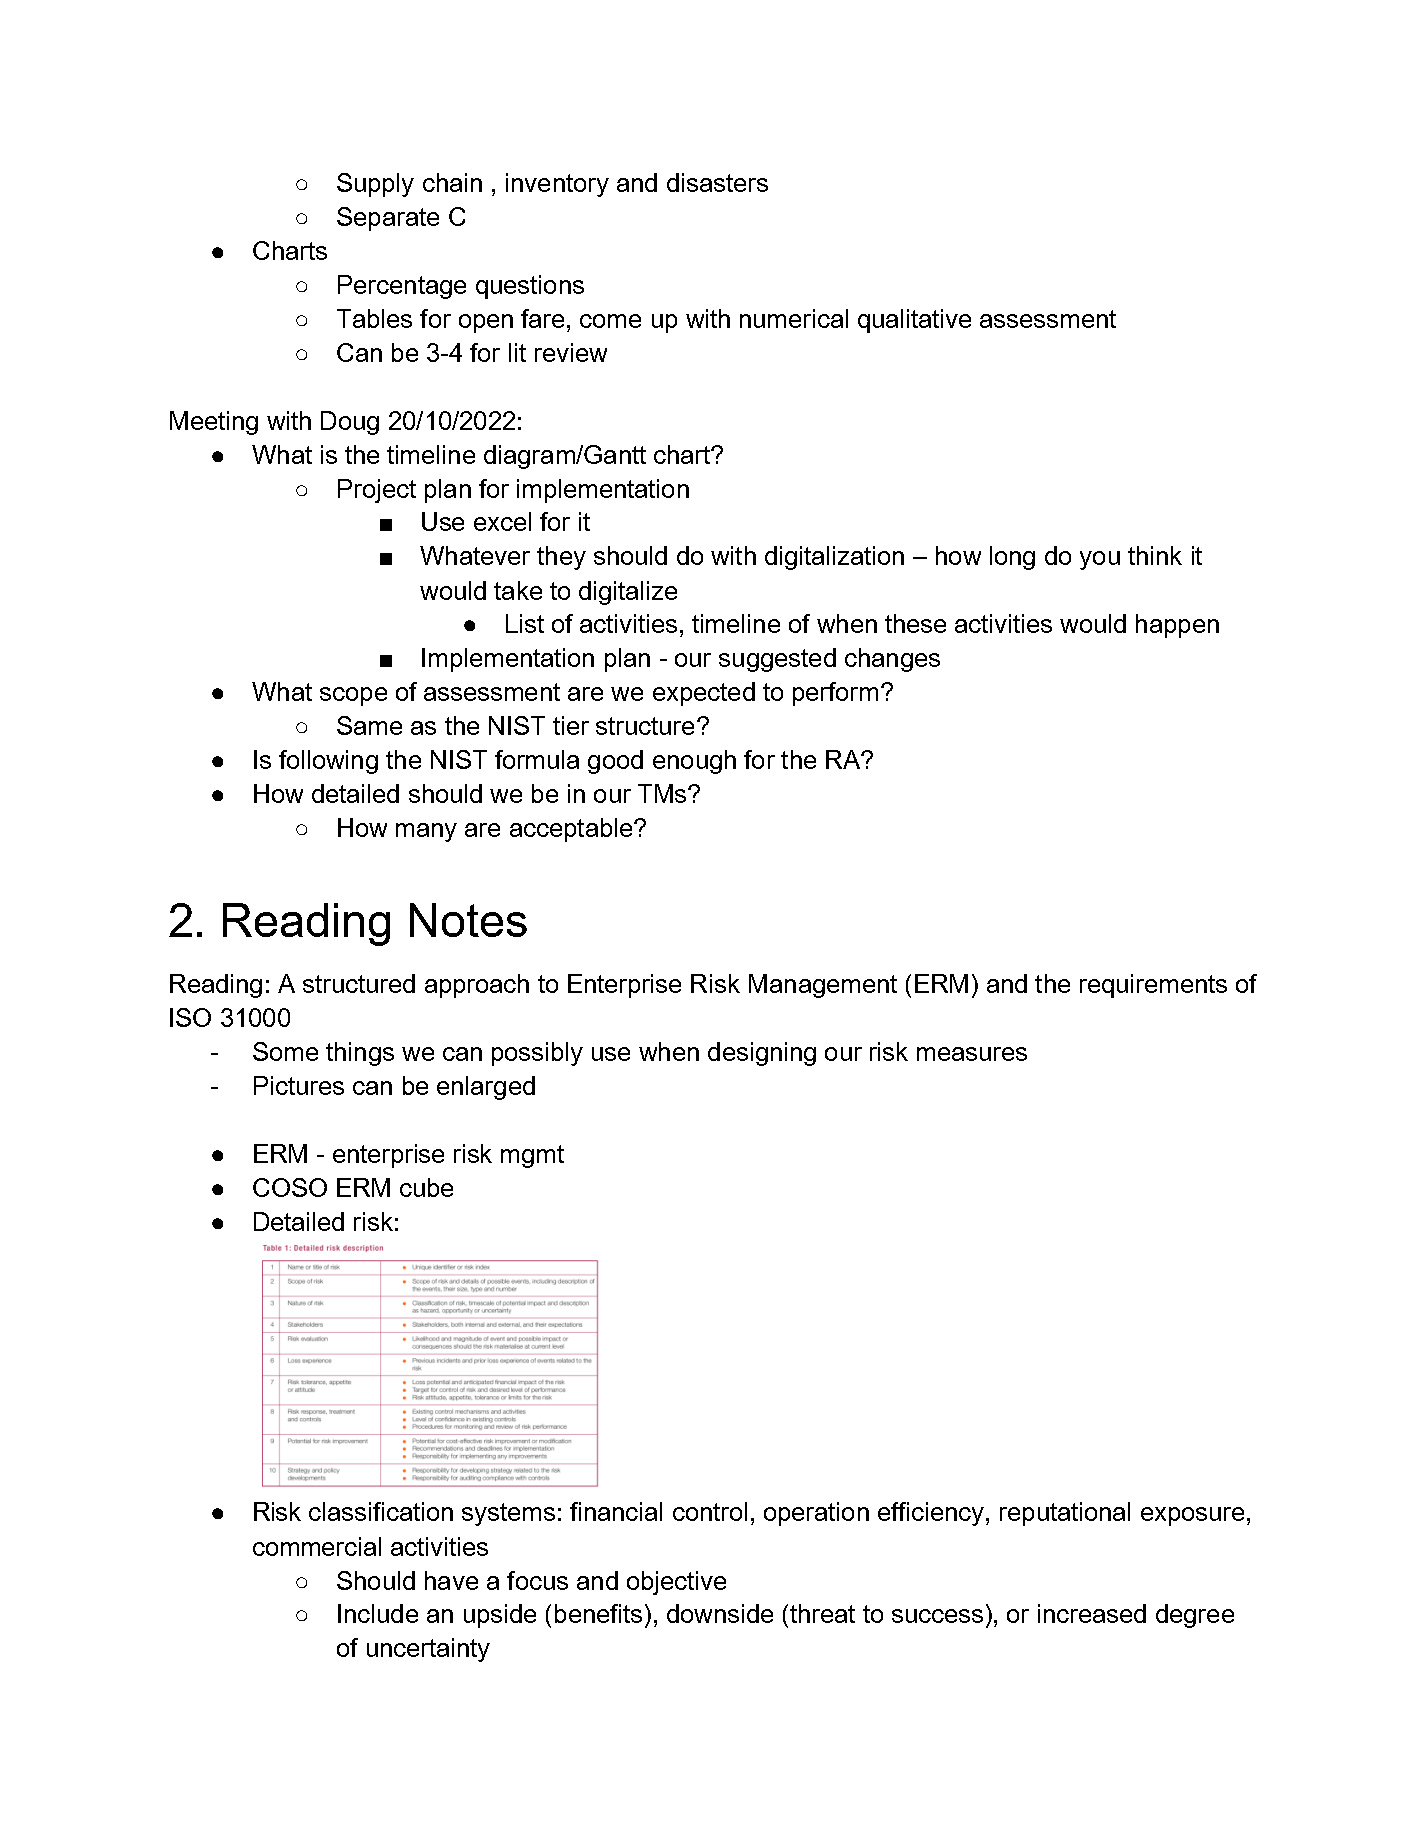 ○ Supply chain , inventory and disasters
○ Separate C
● Charts
○ Percentage questions
○ Tables for open fare, come up with numerical qualitative assessment
○ Can be 3-4 for lit review
Meeting with Doug 20/10/2022:
● What is the timeline diagram/Gantt chart?
○ Project plan for implementation
■ Use excel for it
■ Whatever they should do with digitalization – how long do you think it
would take to digitalize
● List of activities, timeline of when these activities would happen
■ Implementation plan - our suggested changes
● What scope of assessment are we expected to perform?
○ Same as the NIST tier structure?
● Is following the NIST formula good enough for the RA?
● How detailed should we be in our TMs?
○ How many are acceptable?
2. Reading Notes
Reading: A structured approach to Enterprise Risk Management (ERM) and the requirements of
ISO 31000
- Some things we can possibly use when designing our risk measures
- Pictures can be enlarged
● ERM - enterprise risk mgmt
● COSO ERM cube
● Detailed risk:
Table 1: Detailed risk description
1 Name or title of risk ● Unique identifier or risk index
2 Scope of risk ● Scope of risk and details of possible events, including description of
the events, their size, type and number
3 Nature of risk ● Classification of risk, timescale of potential impact and description
as hazard, opportunity or uncertainty
4 Stakeholders ● Stakeholders, both internal and external, and their expectations
5 Risk evaluation ● Likelihood and magnitude of event and possible impact or
consequences should the risk materialise at current level
6 Loss experience ● Previous incidents and prior loss experience of events related to the
risk
7 Risk tolerance, appetite ● Loss potential and anticipated financial impact of the risk
or attitude ● Target for control of risk and desired level of performance
● Risk attitude, appetite, tolerance or limits for the risk
8 Risk response, treatment ● Existing control mechanisms and activities
and controls ● Level of confidence in existing controls
● Procedures for monitoring and review of risk performance
9 Potential for risk improvement ● Potential for cost-effective risk improvement or modification
● Recommendations and deadlines for implementation
● Responsibility for implementing any improvements
10 Strategy and policy ● Responsibility for developing strategy related to the risk
developments ● Responsibility for auditing compliance with controls
● Risk classification systems: financial control, operation efficiency, reputational exposure,
commercial activities
○ Should have a focus and objective
○ Include an upside (benefits), downside (threat to success), or increased degree
of uncertainty